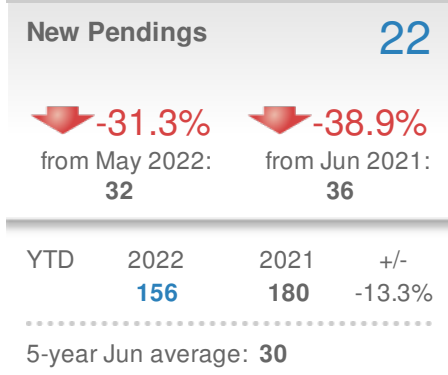 New Pendings 22
-31.3% -38.9%
from May 2022: from Jun 2021:
32 36
YTD 2022 2021 +/-
156 180 -13.3%
5-year Jun average: 30